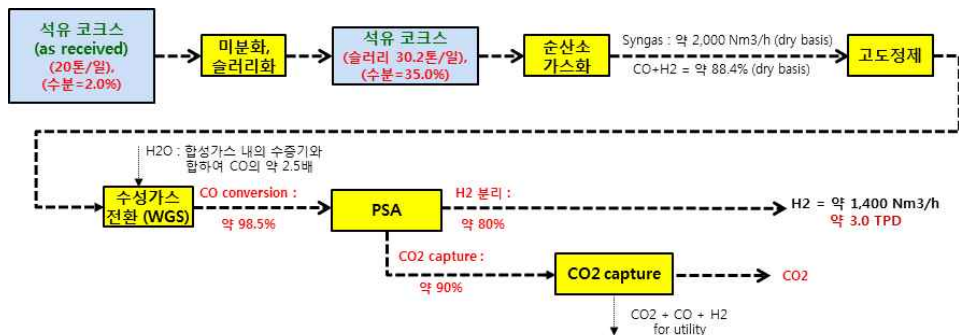 석유 코크스
(as received)
(20톤/일),
(수분=2.0%)
미분화,
슬러리화
석유 코크스
(슬러리 30.2톤/일),
(수분=35.0%)
순산소
가스화
Syngas : 약 2,000 Nm3/h (dry basis)
CO+H2 = 약 88.4% (dry basis)
고도정제
H2O : 합성가스 내의 수증기와
합하여 CO의 약 2.5배
수성가스
전환 (WGS)
CO conversion :
약 98.5%
PSA
H2 분리 :
약 80%
H2 = 약 1,400 Nm3/h
약 3.0 TPD
CO2 capture :
약 90%
CO2 capture
CO2
CO2 + CO + H2
for utility